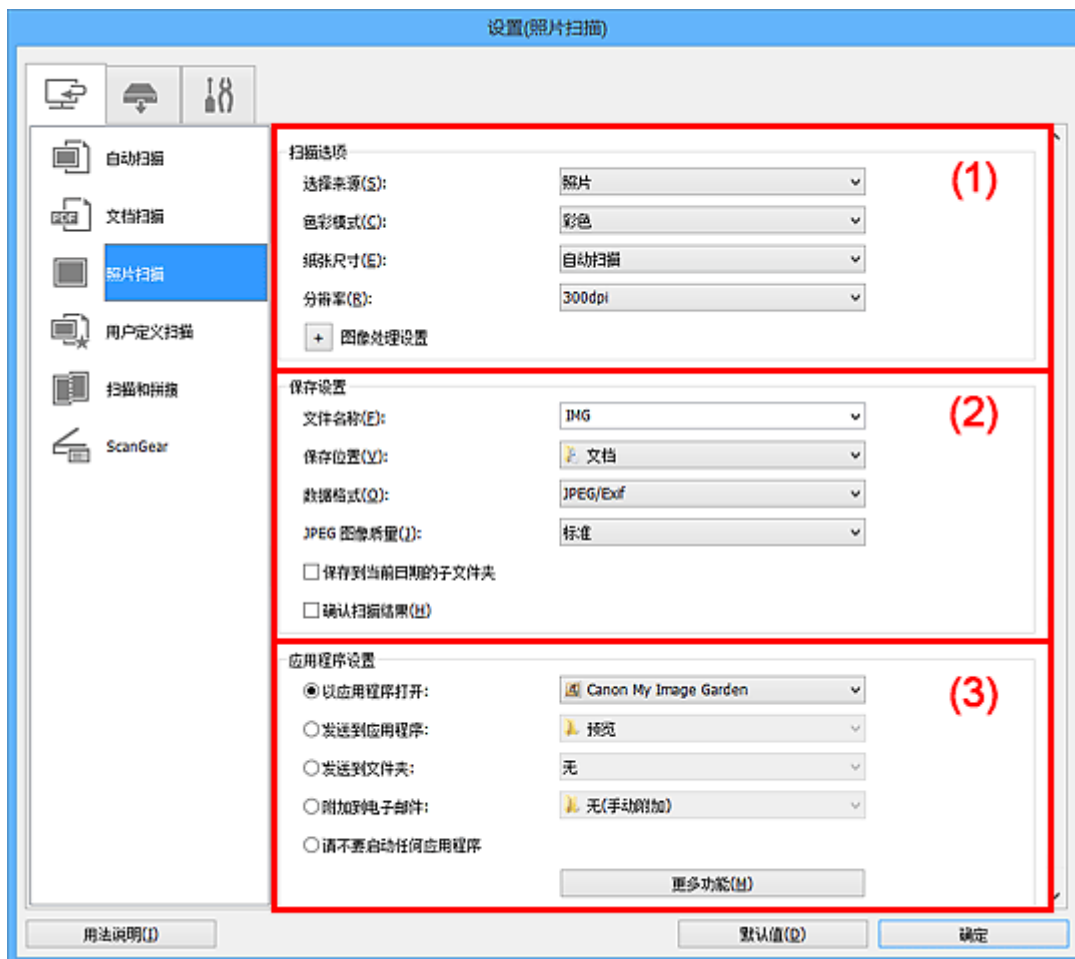 设置(照片扫描)
自动扫描
文档扫描
照片扫描
用户定义扫描
扫描和拼接
ScanGear
扫描选项
(1)
选择来源(S): 照片
色彩模式(C): 彩色
纸张尺寸(E): 自动扫描
分辨率(R): 300dpi
+ 图像处理设置
保存设置
(2)
文件名称(F): IMG
保存位置(V): 文档
数据格式(O): JPEG/Exif
JPEG 图像质量(J): 标准
保存到当前日期的子文件夹
确认扫描结果(H)
应用程序设置
(3)
以应用程序打开: Canon My Image Garden
发送到应用程序: 预览
发送到文件夹: 无
附加到电子邮件: 无(手动附加)
请不要启动任何应用程序
更多功能(M)
用法说明(I) 默认值(D) 确定
PDF